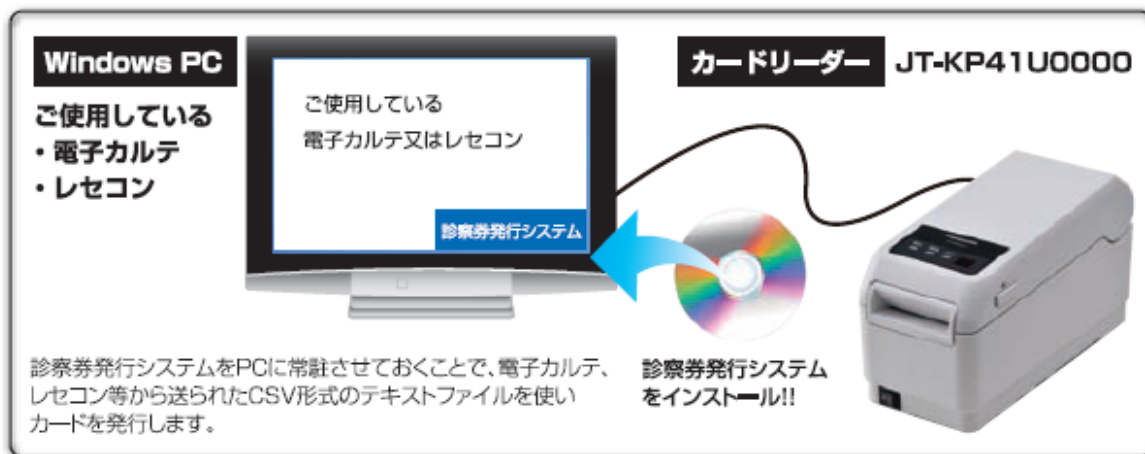 Windows PC
ご使用している
・電子カルテ
・レセコン
ご使用している
電子カルテ又はレセコン
診察券発行システム
カードリーダー JT-KP41U0000
診察券発行システムをPCに常駐させておくことで、電子カルテ、
レセコン等から送られたCSV形式のテキストファイルを使い
カードを発行します。
診察券発行システム
をインストール!!